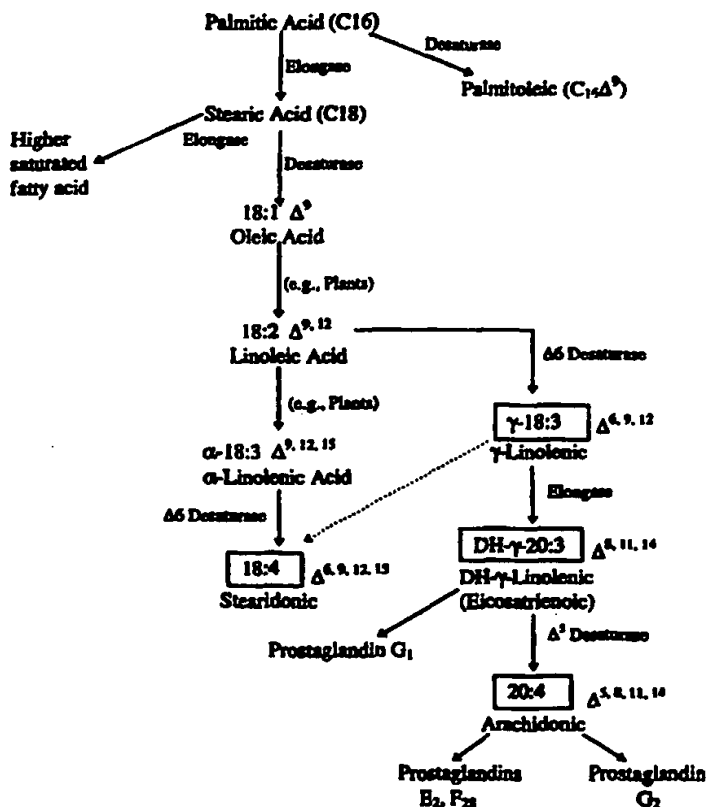 Palmitic Acid (C16)
Desaturase
Elongase
Palmitoleic (C₁₆Δ⁹)
Stearic Acid (C18)
Elongase
Higher
saturated
fatty acid
Desaturase
18:1 Δ⁹
Oleic Acid
(e.g., Plants)
18:2 Δ⁹, ¹²
Linoleic Acid
Δ6 Desaturase
(e.g., Plants)
γ-18:3 Δ⁶, ⁹, ¹²
γ-Linolenic
α-18:3 Δ⁹, ¹², ¹⁵
α-Linolenic Acid
Elongase
Δ6 Desaturase
DH-γ-20:3 Δ⁸, ¹¹, ¹⁴
DH-γ-Linolenic
(Eicosatrienoic)
18:4 Δ⁶, ⁹, ¹², ¹⁵
Stearidonic
Δ⁵ Desaturase
Prostaglandin G₁
20:4 Δ⁵, ⁸, ¹¹, ¹⁴
Arachidonic
Prostaglandins
E₂,
Prostaglandin
G₂